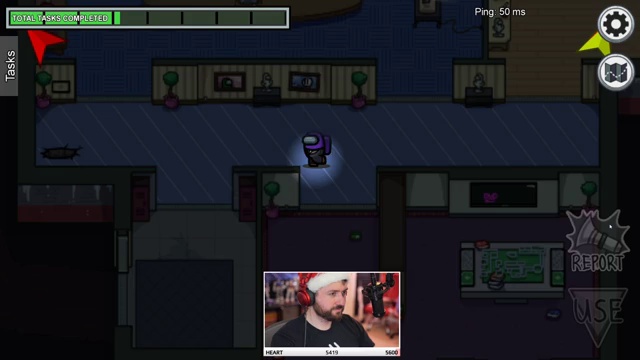 TOTAL TASKS COMPLETED
Ping: 50 ms
Tasks
REPORT
USE
HEART 5419 5600